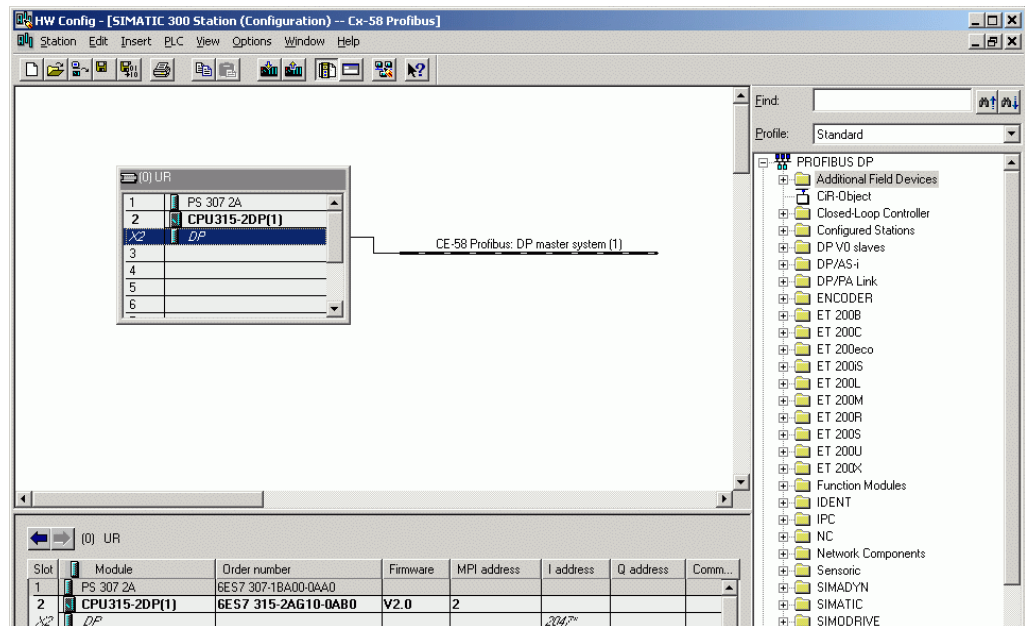 HW Config - [SIMATIC 300 Station (Configuration) -- Cx-58 Profibus]
Station Edit Insert PLC View Options Window Help
(0) UR
1 PS 307 2A
2 CPU315-2DP(1)
X2 DP
3
4
5
6
CE-58 Profibus: DP master system (1)
Find:
Profile: Standard
PROFIBUS DP
Additional Field Devices
CiR-Object
Closed-Loop Controller
Configured Stations
DP V0 slaves
DP/AS-i
DP/PA Link
ENCODER
ET 200B
ET 200C
ET 200eco
ET 200iS
ET 200L
ET 200M
ET 200R
ET 200S
ET 200U
ET 200X
Function Modules
IDENT
IPC
NC
Network Components
Sensoric
SIMADYN
SIMATIC
SIMODRIVE
(0) UR
Slot Module Order number Firmware MPI address I address Q address Comm...
1 PS 307 2A 6ES7 307-1BA00-0AA0
2 CPU315-2DP(1) 6ES7 315-2AG10-0AB0 V2.0 2
X2 DP 2047*